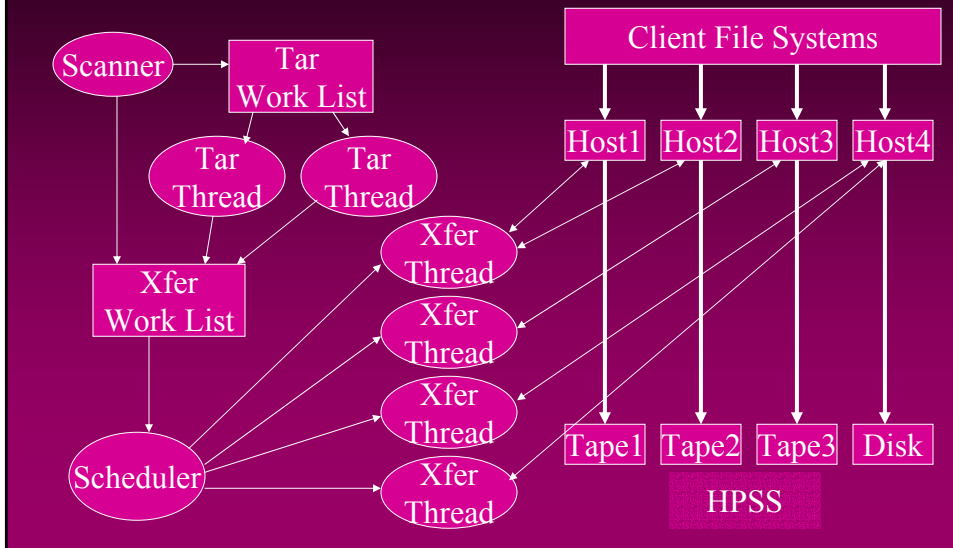 Client File Systems
Scanner
Tar
Work List
Host1
Host2
Host3
Host4
Tar
Thread
Tar
Thread
Xfer
Thread
Xfer
Work List
Xfer
Thread
Xfer
Thread
Scheduler
Xfer
Thread
Tape1
Tape2
Tape3
Disk
HPSS